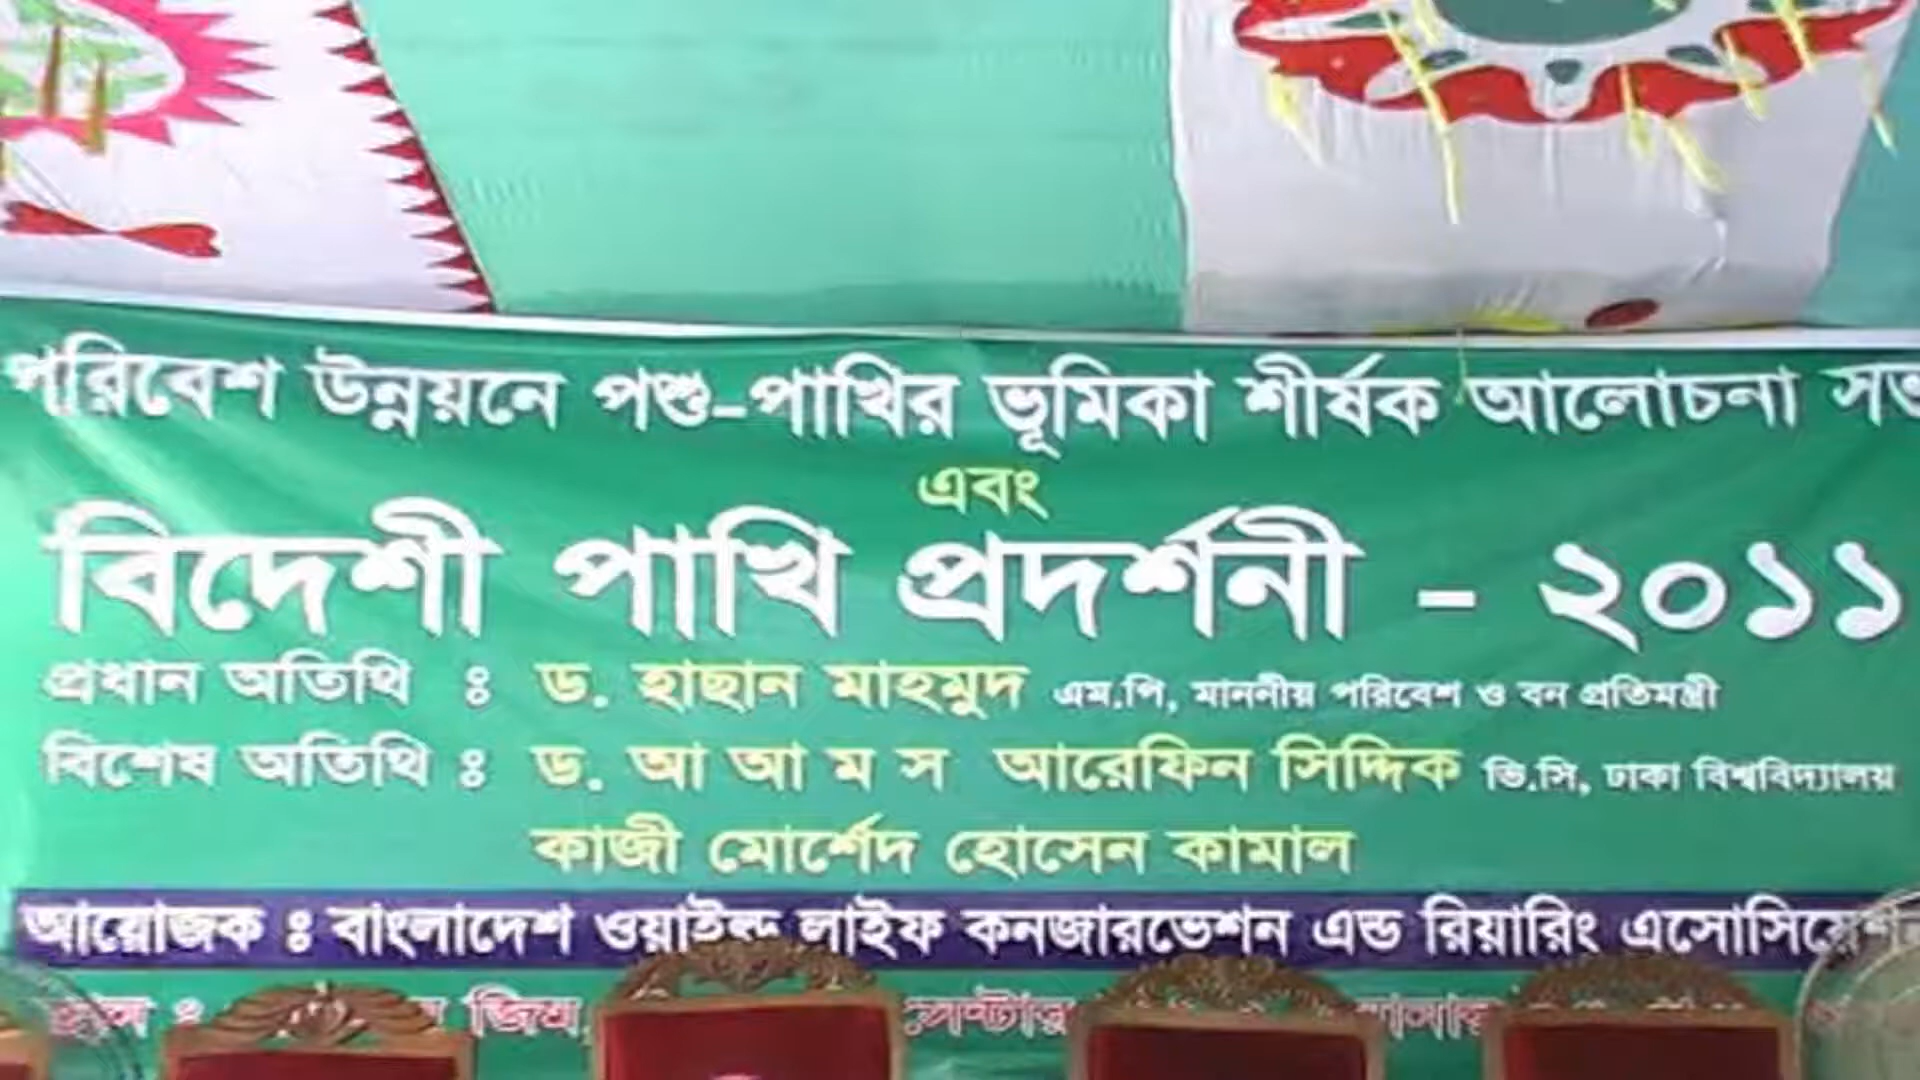 পরিবেশ উন্নয়নে পশু-পাখির ভূমিকা শীর্ষক আলোচনা
এবং
বিদেশী পাখি প্রদর্শনী - ২০১১
প্রধান অতিথি ঃ ড. হাছান মাহমুদ এম.পি, মাননীয় পরিবেশ ও বন প্রতিমন্ত্রী
বিশেষ অতিথি ঃ ড. আ আ ম স আরেফিন সিদ্দিক ভি.সি, ঢাকা বিশ্ববিদ্যালয়
কাজী মোর্শেদ হোসেন কামাল
আয়োজক ঃ বাংলাদেশ ওয়াইল্ড লাইফ কনজারভেশন এন্ড রিয়ারিং এসোসিয়েশন
জিম